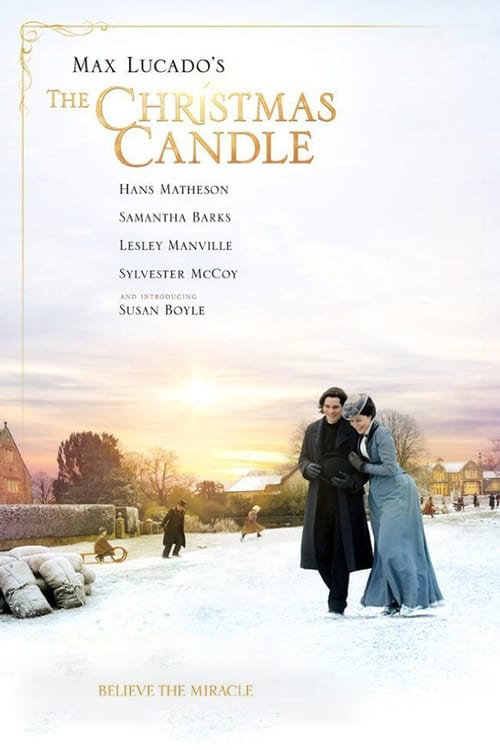 MAX LUCADO'S
THE CHRISTMAS
CANDLE
HANS MATHESON
SAMANTHA BARKS
LESLEY MANVILLE
SYLVESTER MCCOY
AND INTRODUCING
SUSAN BOYLE
BELIEVE THE MIRACLE